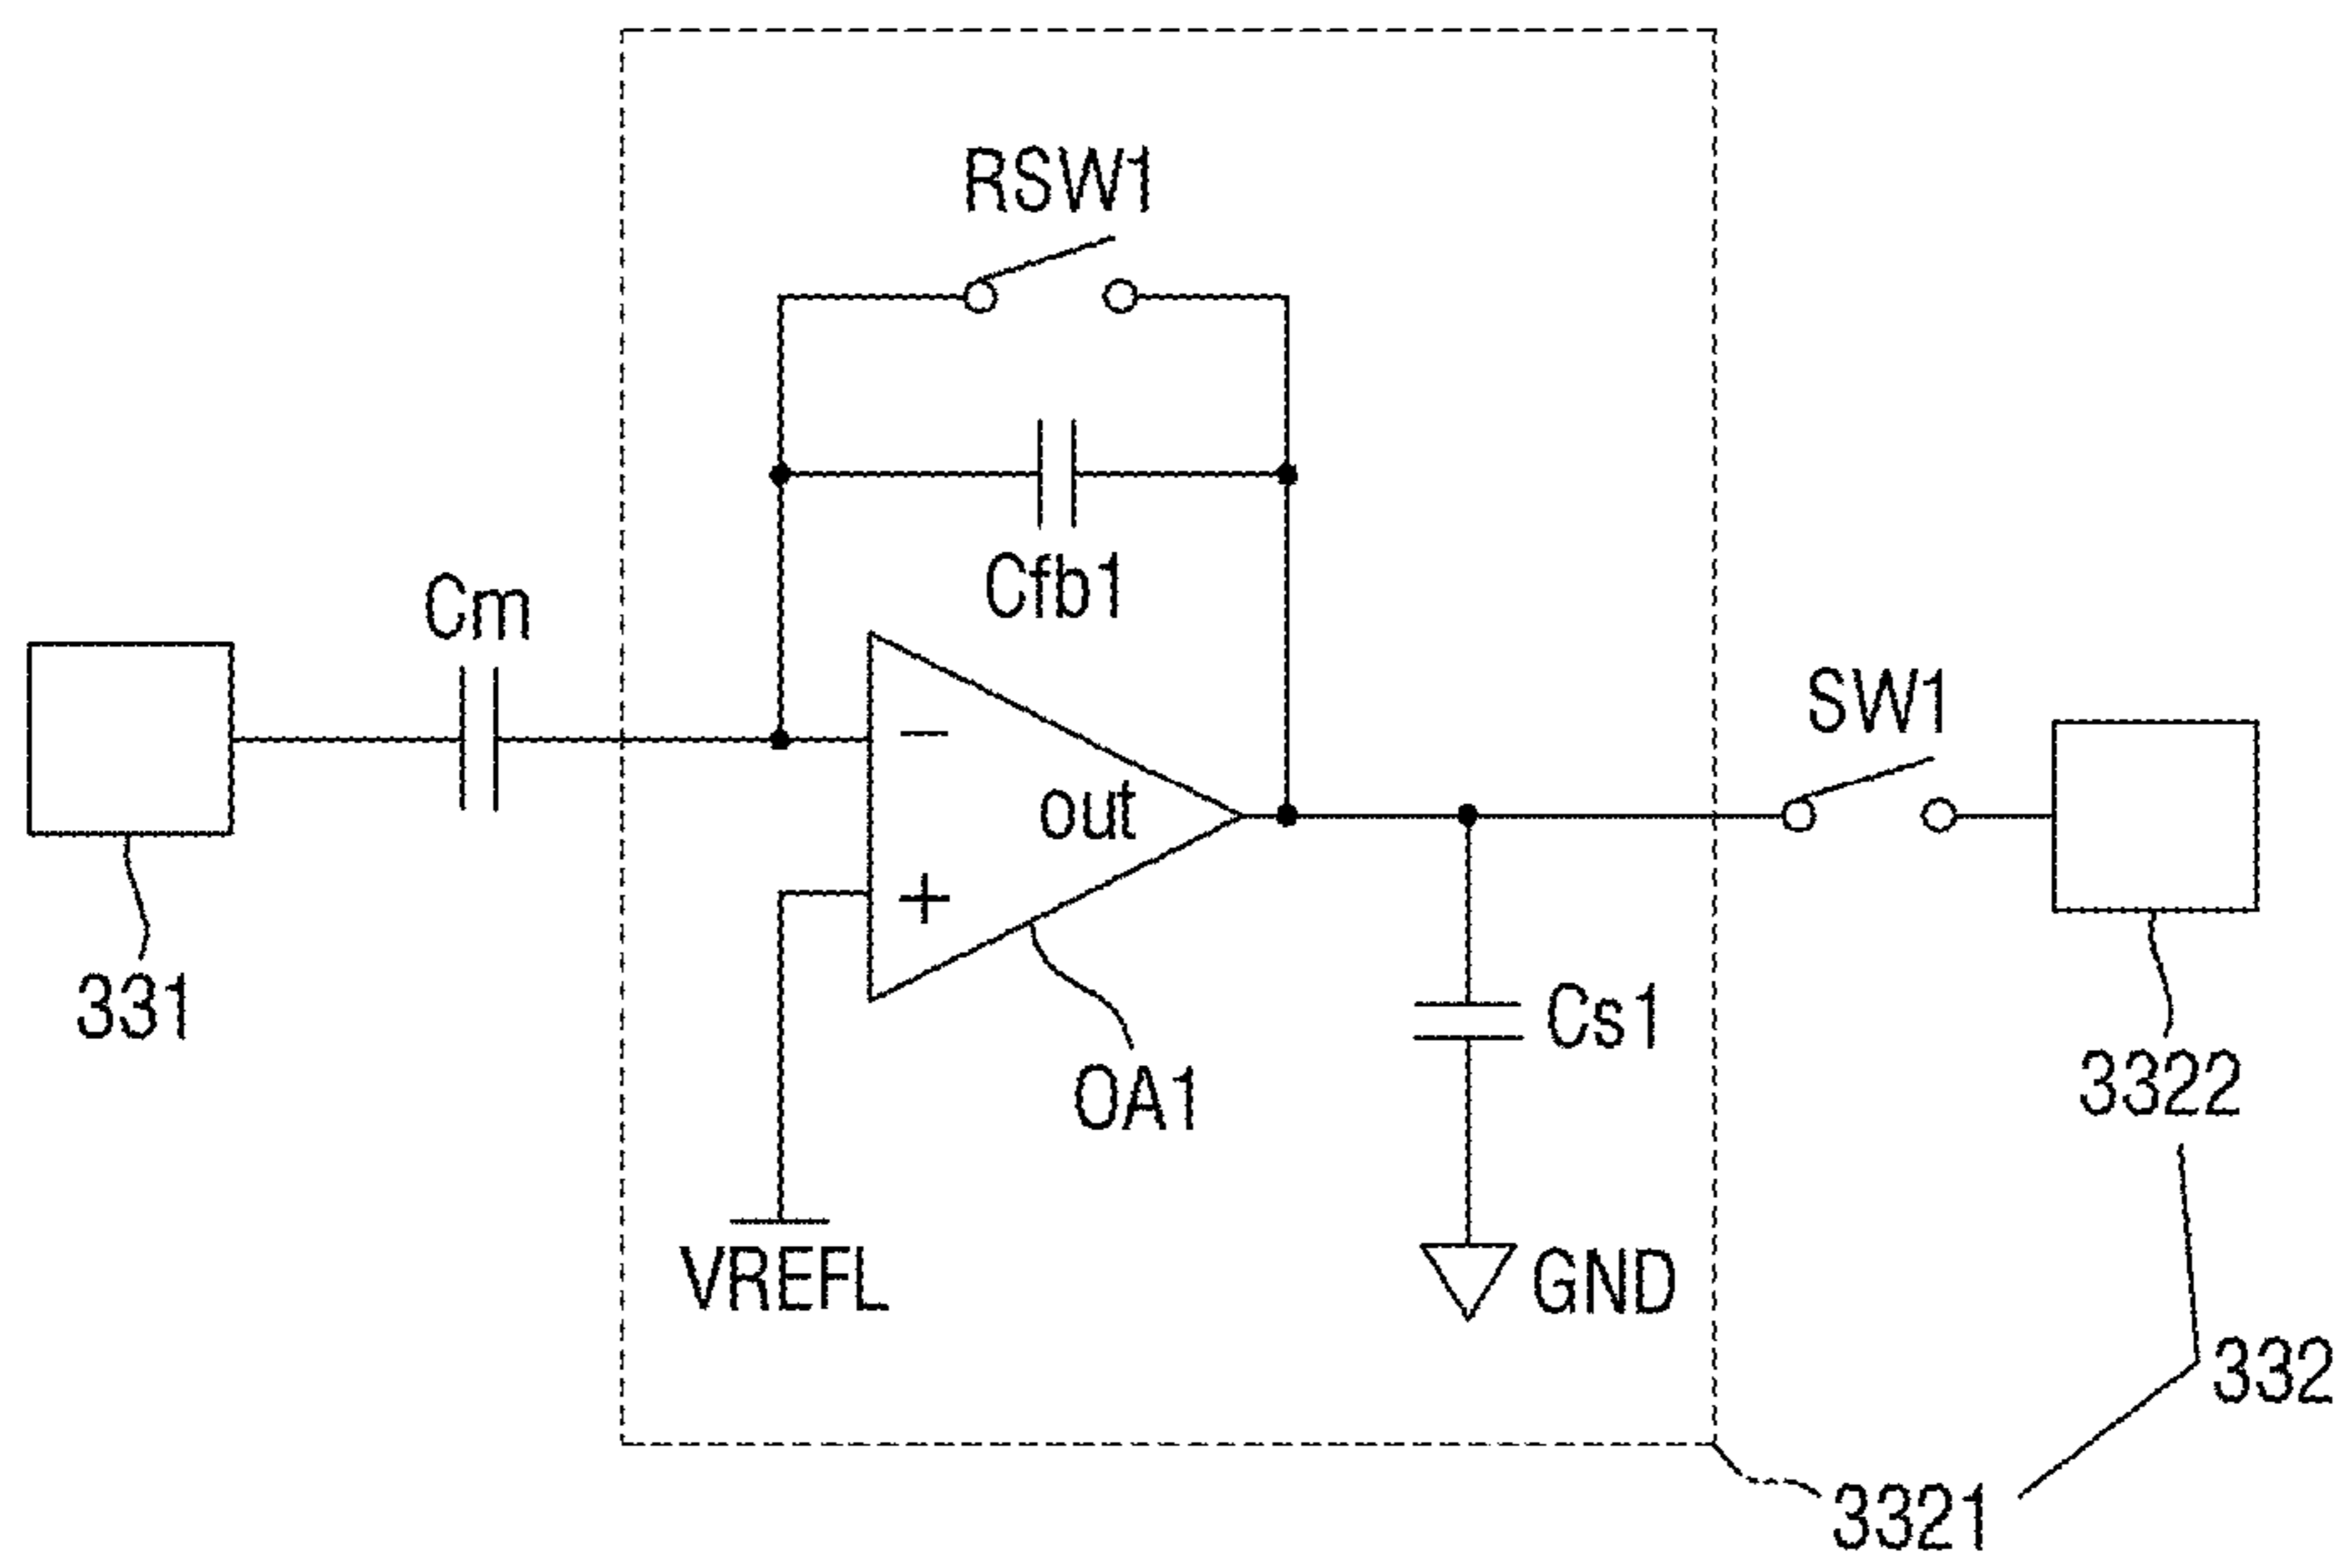 RSW1
Cfb1
Cm
SW1
−
out
+
331
Cs1
OA1
3322
VREFL
GND
332
3321